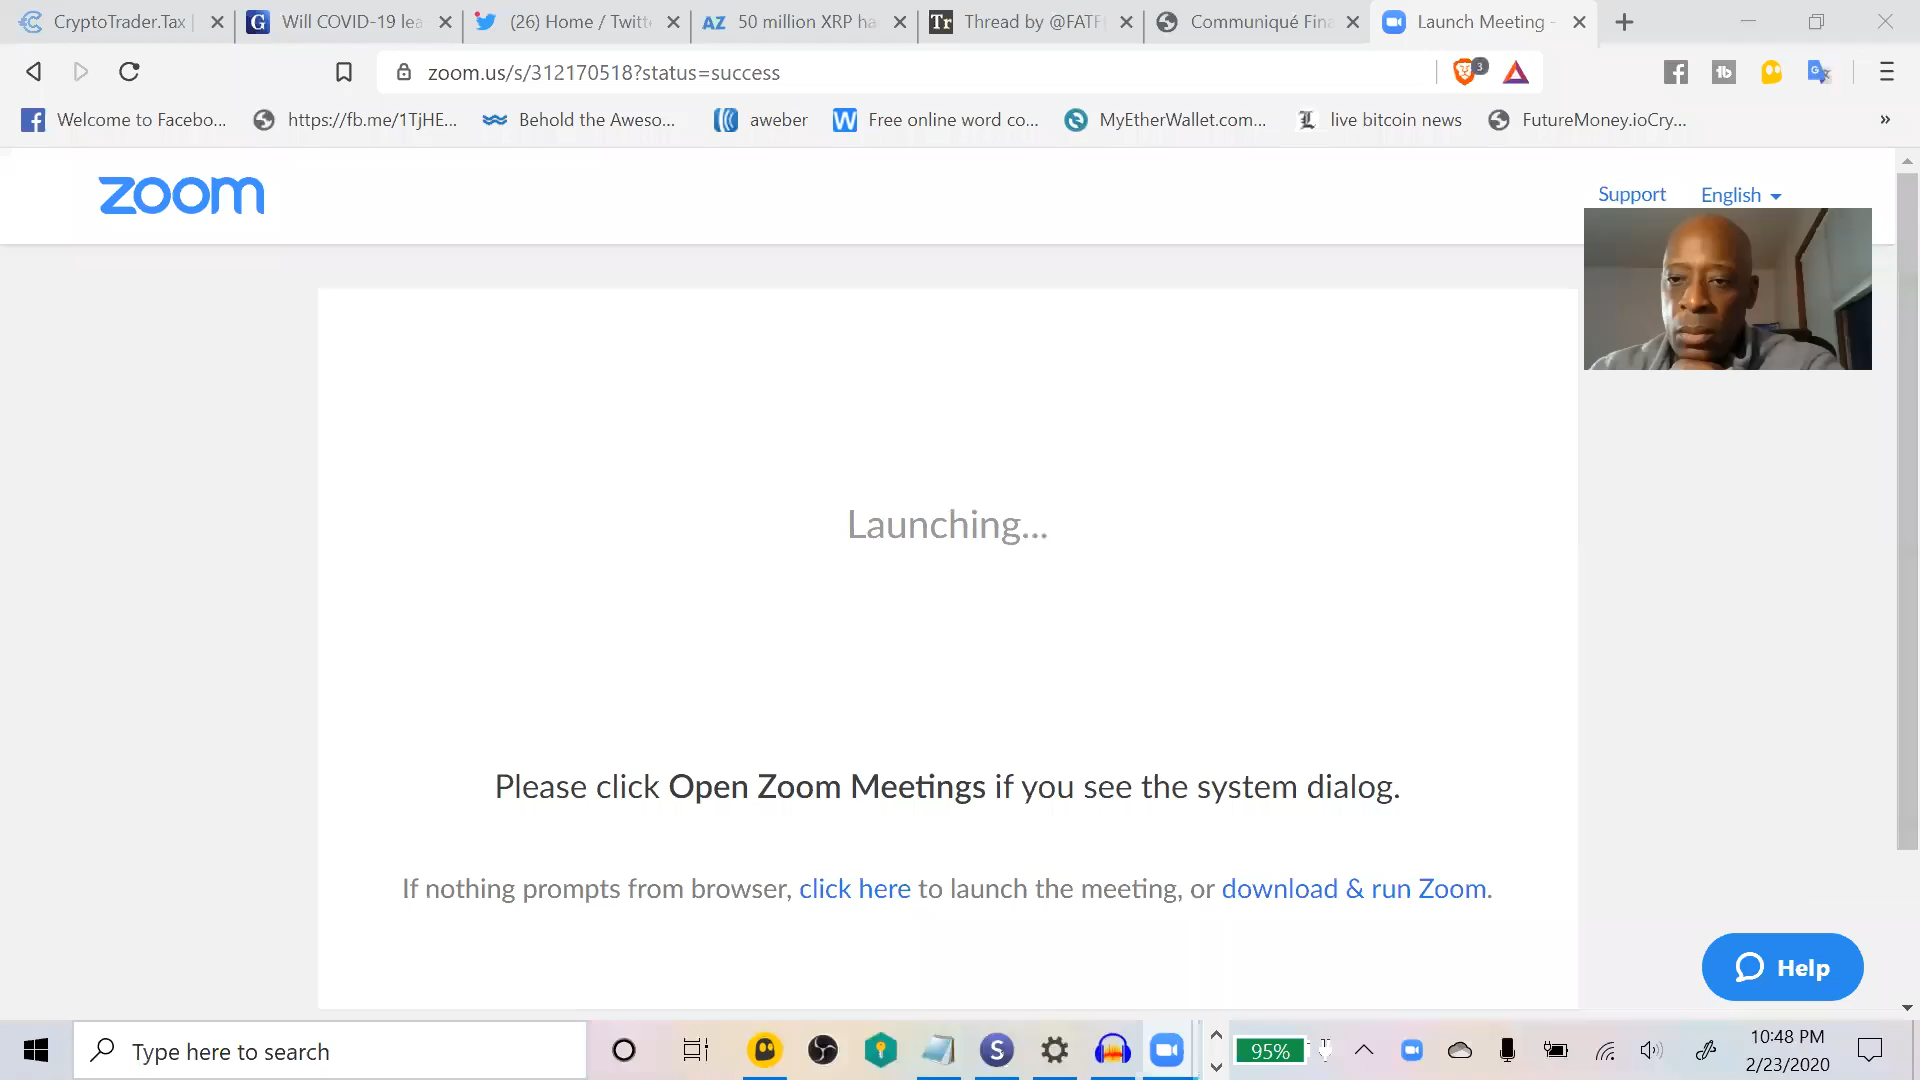 CryptoTrader.Tax
G Will COVID-19 lea
(26) Home / Twitt
AZ 50 million XRP ha
Tr Thread by @FATF
Communiqué Fina
Launch Meeting -
zoom.us/s/312170518?status=success
3
Welcome to Facebo...
https://fb.me/1TjHE...
Behold the Aweso...
aweber
W Free online word co...
MyEtherWallet.com...
L live bitcoin news
FutureMoney.ioCry...
»
zoom
Support English
Launching...
Please click Open Zoom Meetings if you see the system dialog.
If nothing prompts from browser, click here to launch the meeting, or download & run Zoom.
Help
Type here to search
S
95%
10:48 PM
2/23/2020